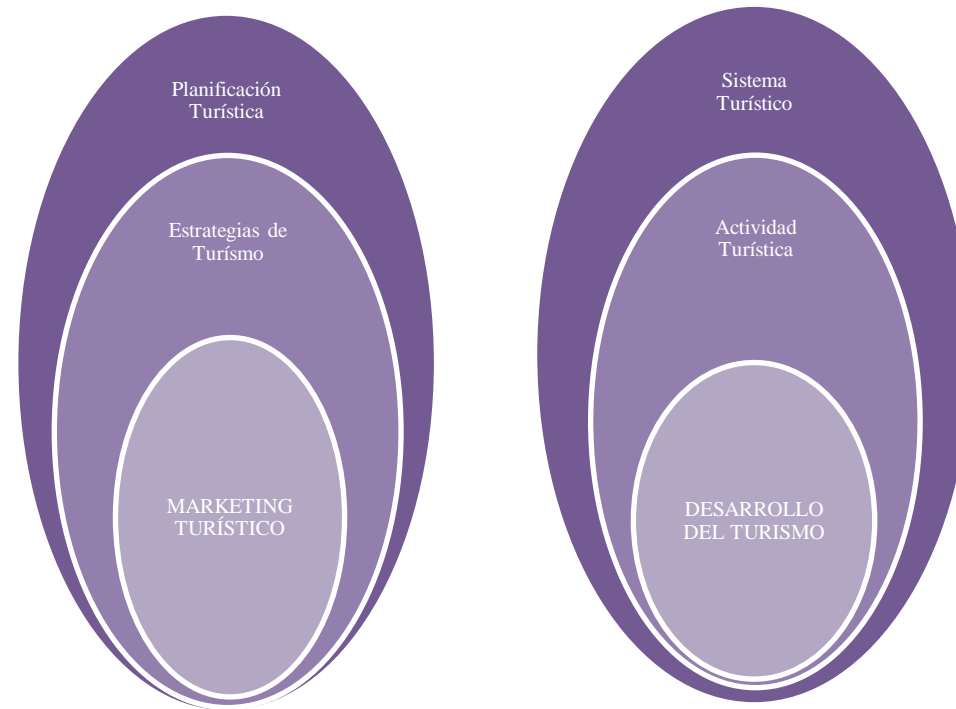 Planificación
Turística
Estrategias de
Turísmo
MARKETING
TURÍSTICO
Sistema
Turístico
Actividad
Turística
DESARROLLO
DEL TURISMO